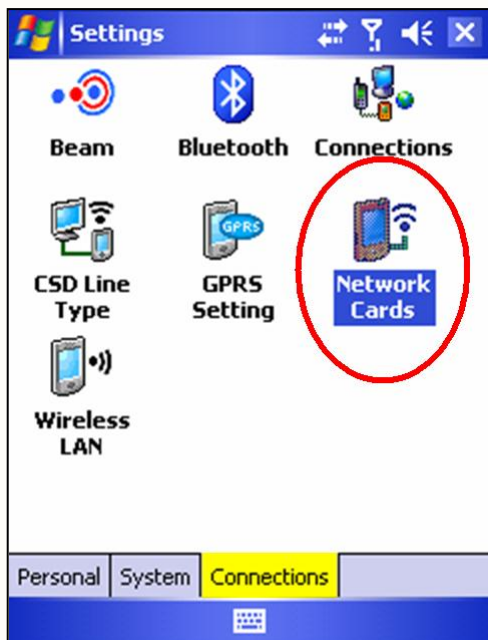 Settings
Beam
Bluetooth
Connections
CSD Line
Type
GPRS
GPRS
Setting
Network
Cards
Wireless
LAN
Personal System Connections